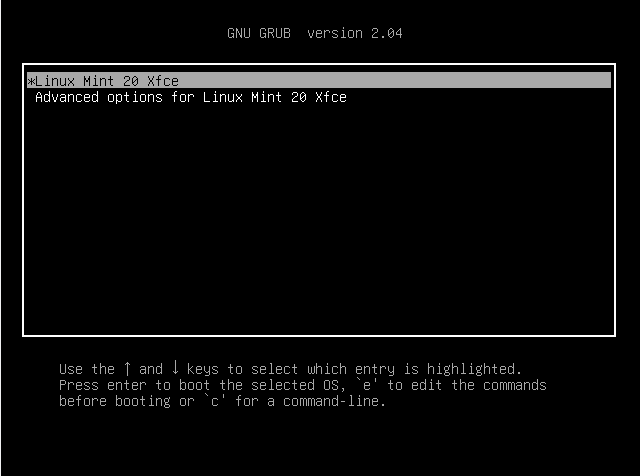 GNU GRUB  version 2.04
*Linux Mint 20 Xfce
Advanced options for Linux Mint 20 Xfce
Use the ↑ and ↓ keys to select which entry is highlighted.
Press enter to boot the selected OS, `e' to edit the commands
before booting or `c' for a command-line.